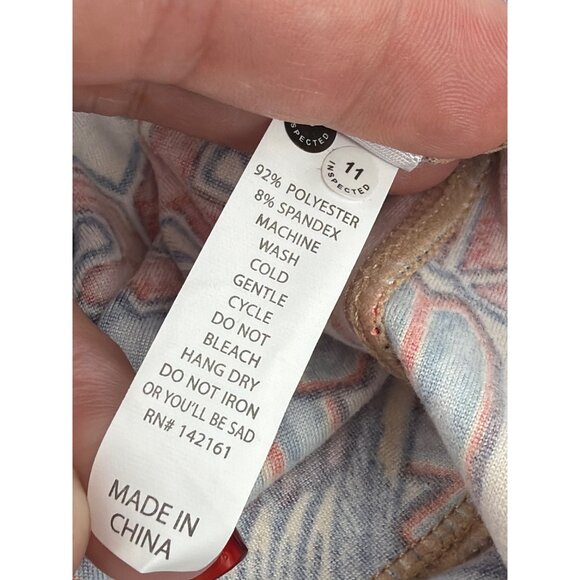 INSPECTED
11
INSPECTED
92% POLYESTER
8% SPANDEX
MACHINE
WASH
COLD
GENTLE
CYCLE
DO NOT
BLEACH
HANG DRY
DO NOT IRON
OR YOU'LL BE SAD
RN# 142161
MADE IN
CHINA